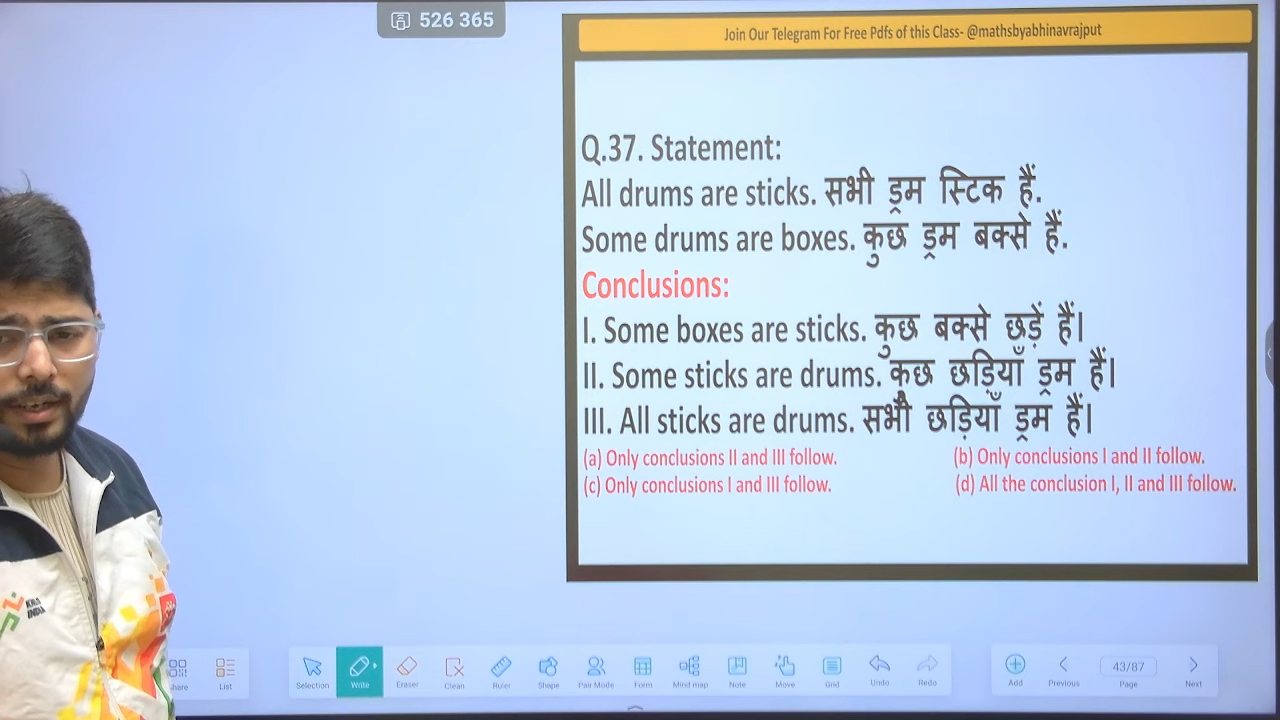 526 365
Join Our Telegram For Free Pdfs of this Class- @mathsbyabhinavrajput
Q.37. Statement:
All drums are sticks. सभी ड्रम स्टिक हैं.
Some drums are boxes. कुछ ड्रम बक्से हैं.
Conclusions:
I. Some boxes are sticks. कुछ बक्से छड़ें हैं।
II. Some sticks are drums. कुछ छड़ियाँ ड्रम हैं।
III. All sticks are drums. सभी छड़ियाँ ड्रम हैं।
(a) Only conclusions II and III follow. (b) Only conclusions I and II follow.
(c) Only conclusions I and III follow. (d) All the conclusion I, II and III follow.
hare List Selection Write Eraser Clean Ruler Shape Pair Mode Form Mind map Note Move Grid Undo Redo Add Previous 43/87 Page Next
INDIA